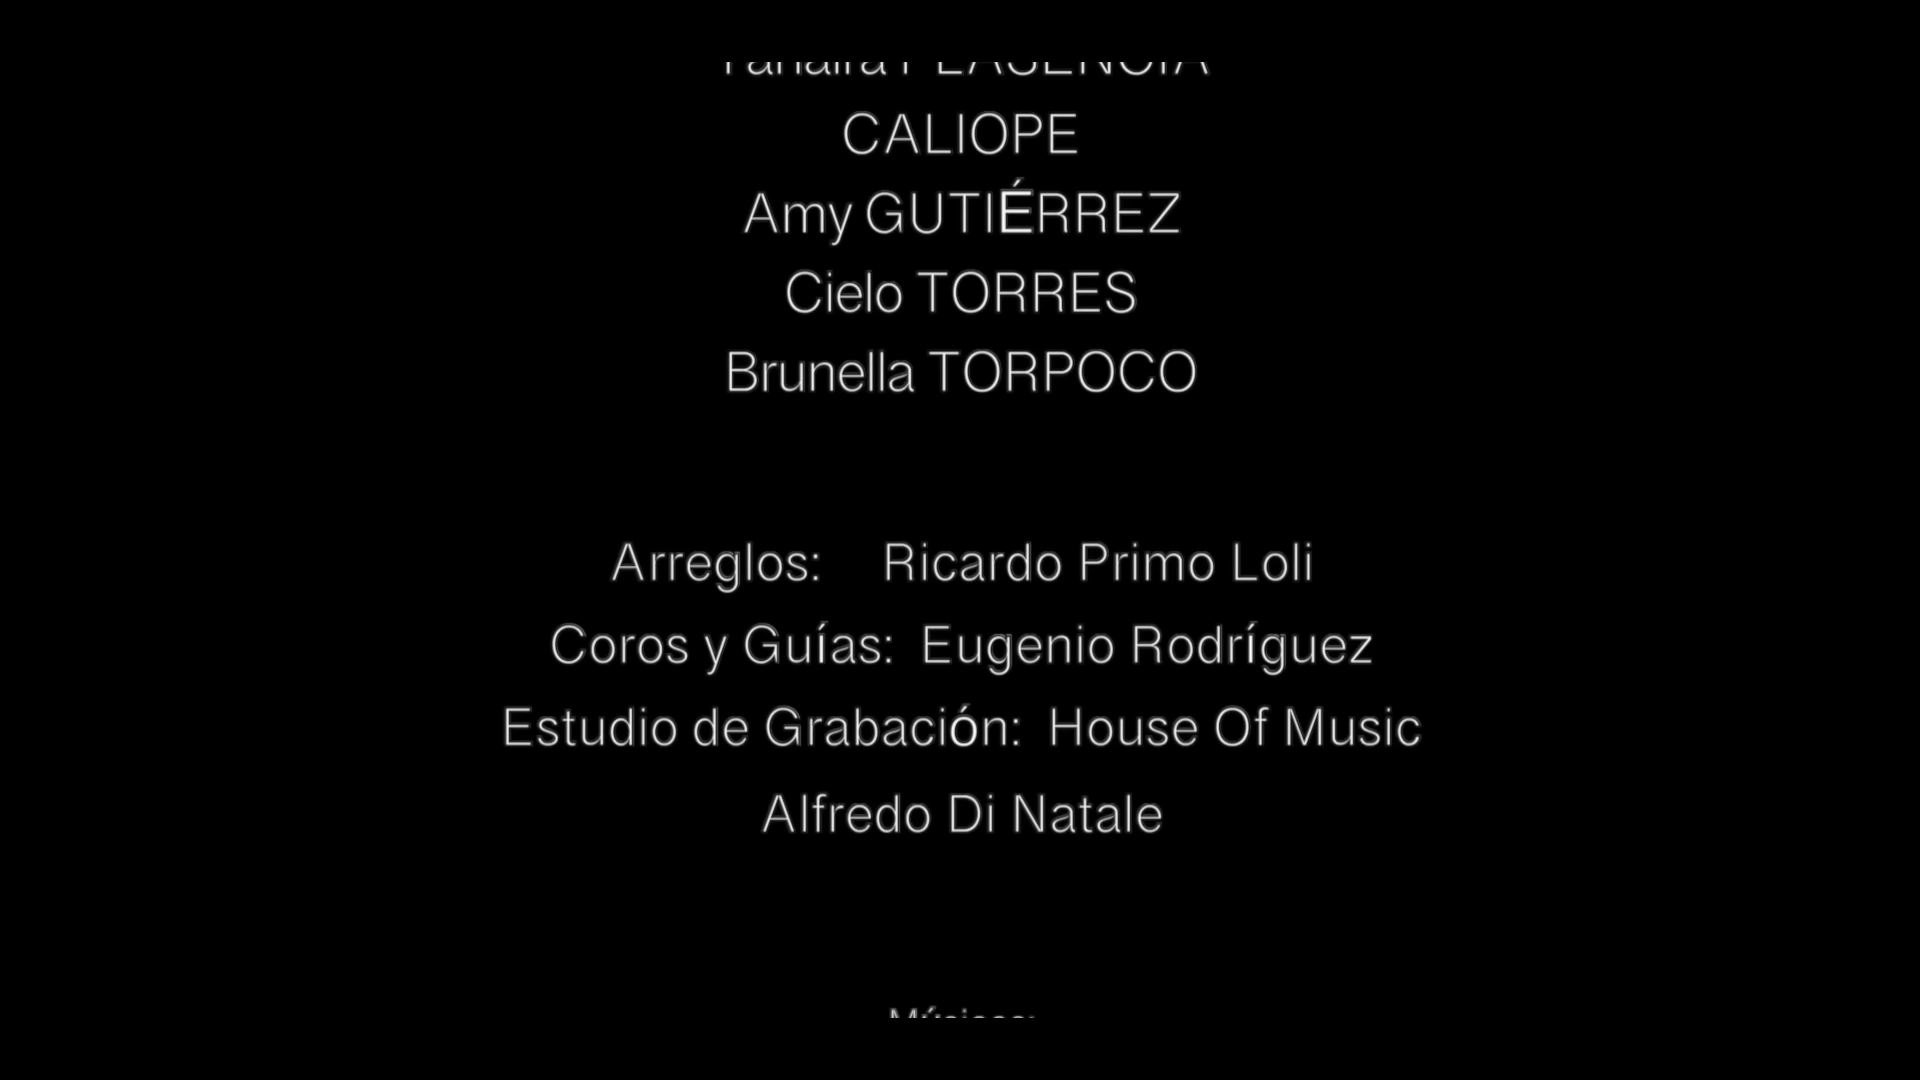 CALIOPE
Amy GUTIÉRREZ
Cielo TORRES
Brunella TORPOCO
Arreglos: Ricardo Primo Loli
Coros y Guías: Eugenio Rodríguez
Estudio de Grabación: House Of Music
Alfredo Di Natale